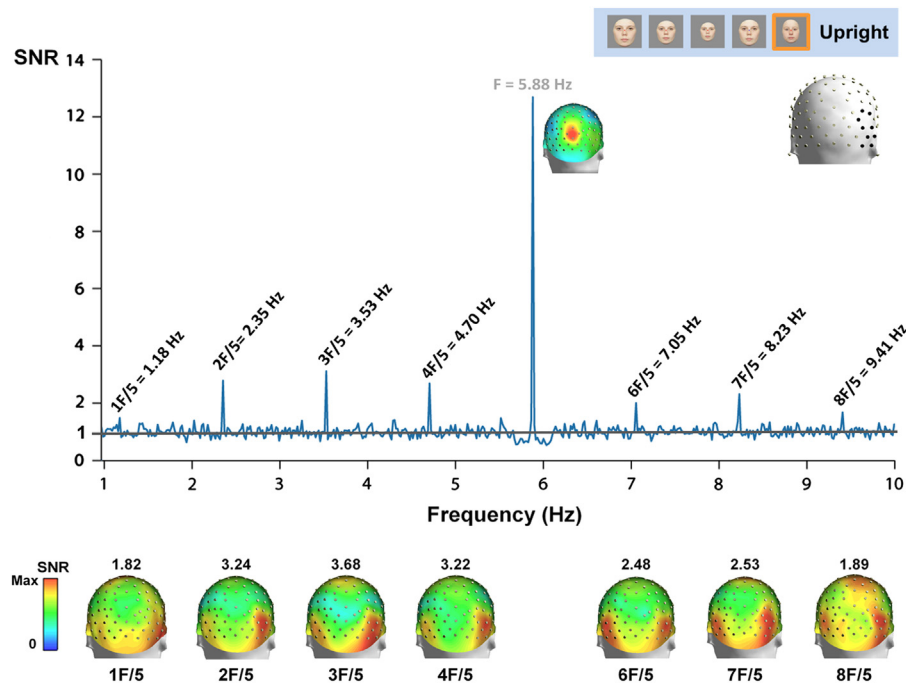 Upright
SNR
14
F = 5.88 Hz
12
10
8
6
4
2
1
0
1F/5 = 1.18 Hz
2F/5 = 2.35 Hz
3F/5 = 3.53 Hz
4F/5 = 4.70 Hz
6F/5 = 7.05 Hz
7F/5 = 8.23 Hz
8F/5 = 9.41 Hz
1 2 3 4 5 6 7 8 9 10
Frequency (Hz)
SNR
Max
0
1.82 3.24 3.68 3.22 2.48 2.53 1.89
1F/5 2F/5 3F/5 4F/5 6F/5 7F/5 8F/5